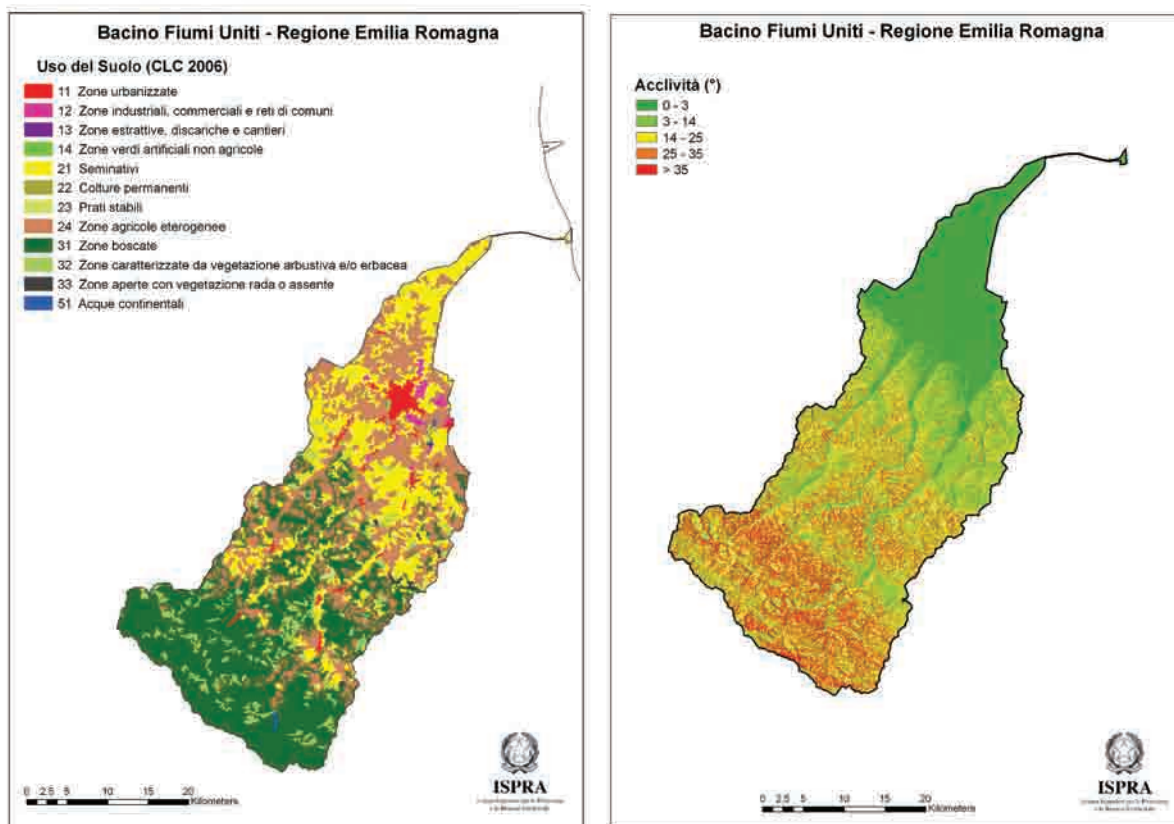 Bacino Fiumi Uniti - Regione Emilia Romagna
Uso del Suolo (CLC 2006)
11 Zone urbanizzate
12 Zone industriali, commerciali e reti di comuni
13 Zone estrattive, discariche e cantieri
14 Zone verdi artificiali non agricole
21 Seminativi
22 Colture permanenti
23 Prati stabili
24 Zone agricole eterogenee
31 Zone boscate
32 Zone caratterizzate da vegetazione arbustiva e/o erbacea
33 Zone aperte con vegetazione rada o assente
51 Acque continentali
ISPRA
0 2.5 5 10 15 20
Kilometers
Bacino Fiumi Uniti - Regione Emilia Romagna
Acclività (°)
0 - 3
3 - 14
14 - 25
25 - 35
> 35
ISPRA
0 2.5 5 10 15 20
Kilometers